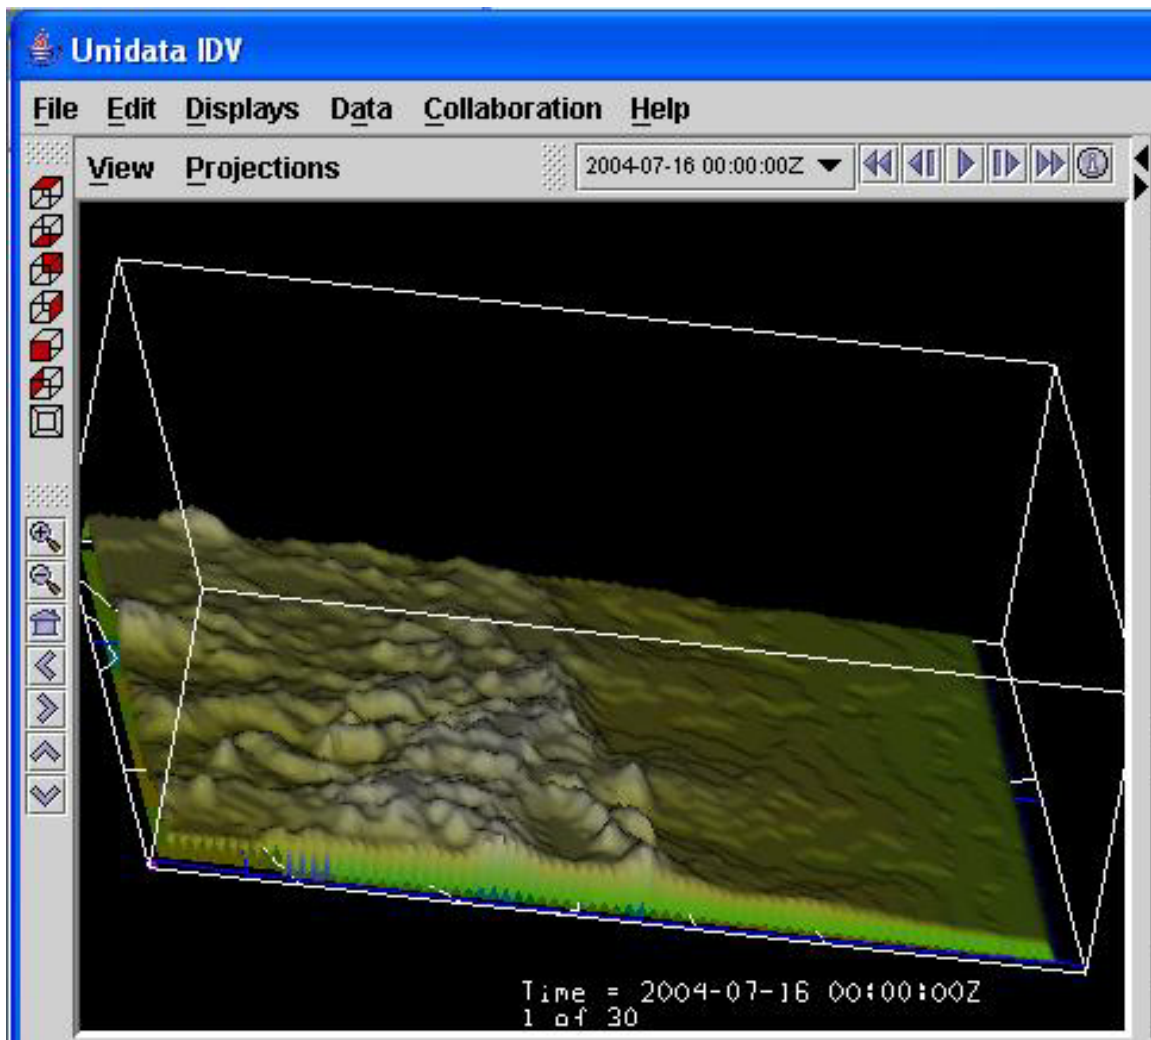 Unidata IDV
File Edit Displays Data Collaboration Help
View Projections 2004-07-16 00:00:00Z
Time = 2004-07-16 00:00:00Z
1 of 30